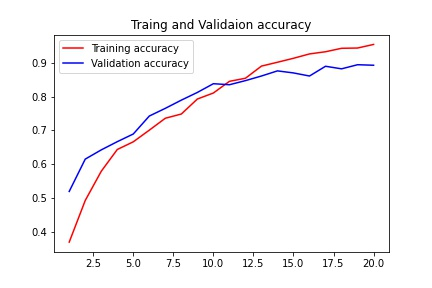 Traing and Validaion accuracy
Training accuracy
Validation accuracy
0.9
0.8
0.7
0.6
0.5
0.4
2.5 5.0 7.5 10.0 12.5 15.0 17.5 20.0